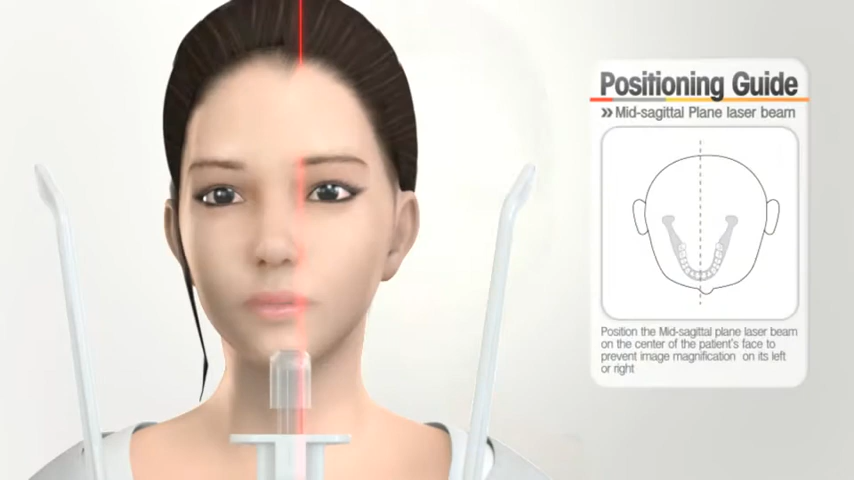 Positioning Guide
» Mid-sagittal Plane laser beam
Position the Mid-sagittal plane laser beam
on the center of the patient's face to
prevent image magnification on its left
or right